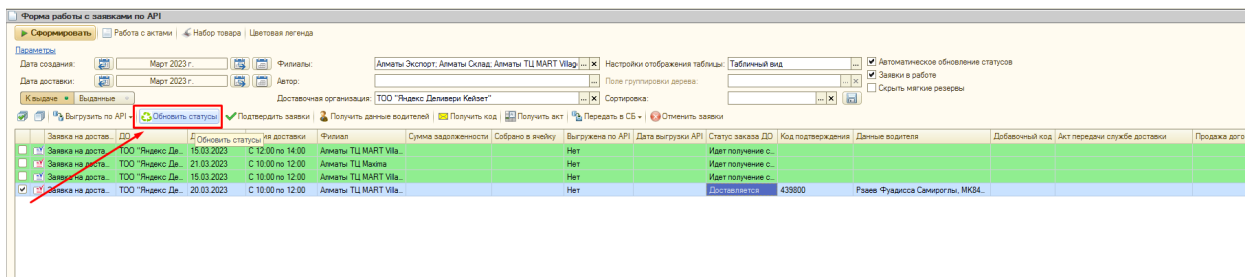 Форма работы с заявками по API
Сформировать Работа с актами Набор товара Цветовая легенда
Параметры
Дата создания: Март 2023 г. Филиалы: Алматы Экспорт; Алматы Склад; Алматы ТЦ MART Village ... × Настройки отображения таблицы: Табличный вид ... Автоматическое обновление статусов
Заявки в работе
Дата доставки: Март 2023 г. Автор: ... Поле группировки дерева: ... ×
Скрыть мягкие резервы
К выдаче Выданные Доставочная организация: ТОО "Яндекс Деливери Кейзет" ... × Сортировка: ... ×
Выгрузить по API Обновить статусы Подтвердить заявки Получить данные водителей Получить код Получить акт Передать в СБ Отменить заявки
Заявка на достав.. ДО Филиал Сумма задолженности Собрано в ячейку Выгружена по API Дата выгрузки API Статус заказа ДО Код подтверждения Данные водителя Добавочный код Акт передачи службе доставки Продажа дого
Обновить статусы
Заявка на доста... ТОО "Яндекс Де... 15.03.2023 С 12:00 по 14:00 Алматы ТЦ MART Villa... Нет Идет получение с...
Заявка на доста... ТОО "Яндекс Де... 21.03.2023 С 10:00 по 12:00 Алматы ТЦ Maxima Нет Идет получение с...
Заявка на доста... ТОО "Яндекс Де... 15.03.2023 С 10:00 по 12:00 Алматы ТЦ MART Villa... Нет Идет получение с...
Заявка на доста... ТОО "Яндекс Де... 20.03.2023 С 10:00 по 12:00 Алматы ТЦ MART Villa... Нет Доставляется 439800 Рзаев Фуадисса Самироглы, MK84...